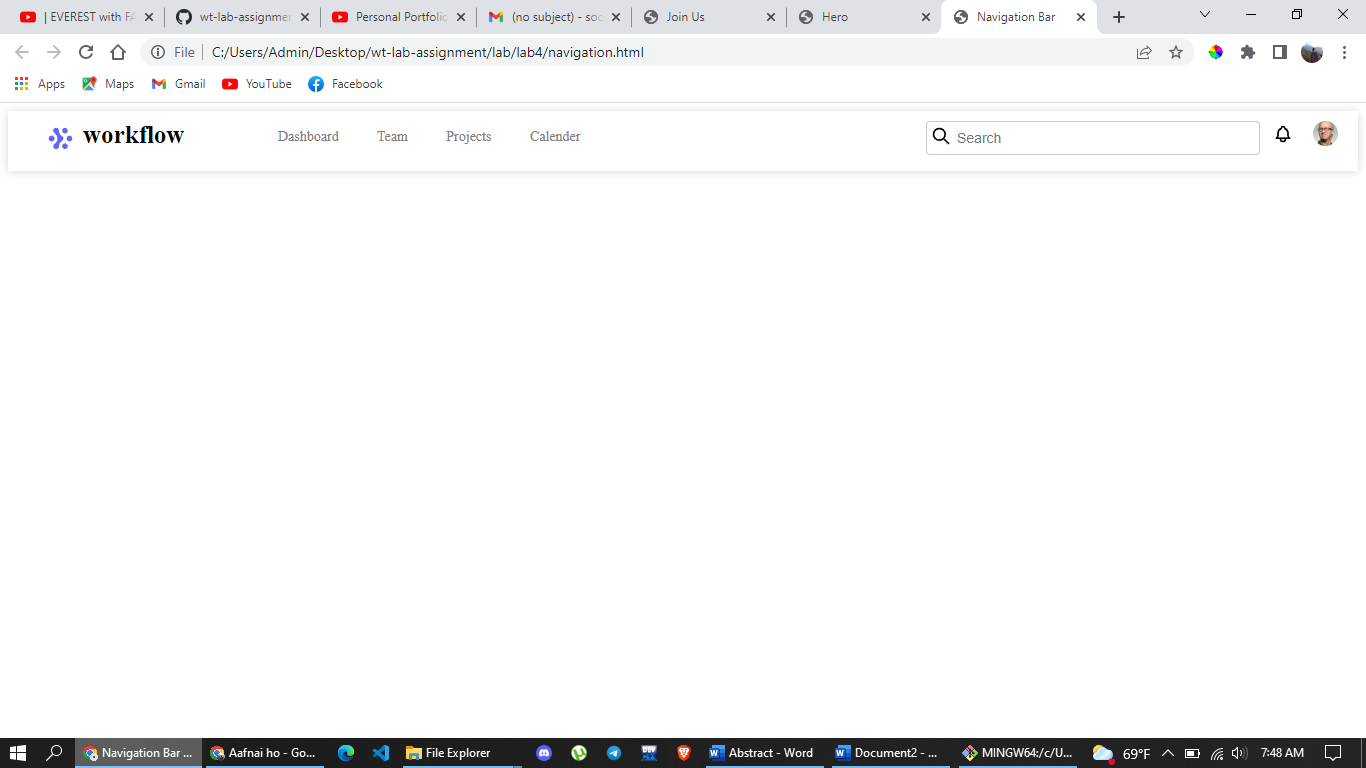 | EVEREST with FA
wt-lab-assignmen
Personal Portfolio
(no subject) - soc
Join Us
Hero
Navigation Bar
File
C:/Users/Admin/Desktop/wt-lab-assignment/lab/lab4/navigation.html
Apps
Maps
Gmail
YouTube
Facebook
workflow
Dashboard
Team
Projects
Calender
Search
Navigation Bar ...
Aafnai ho - Go...
File Explorer
Abstract - Word
Document2 - ...
MINGW64:/c/U...
69°F
7:48 AM